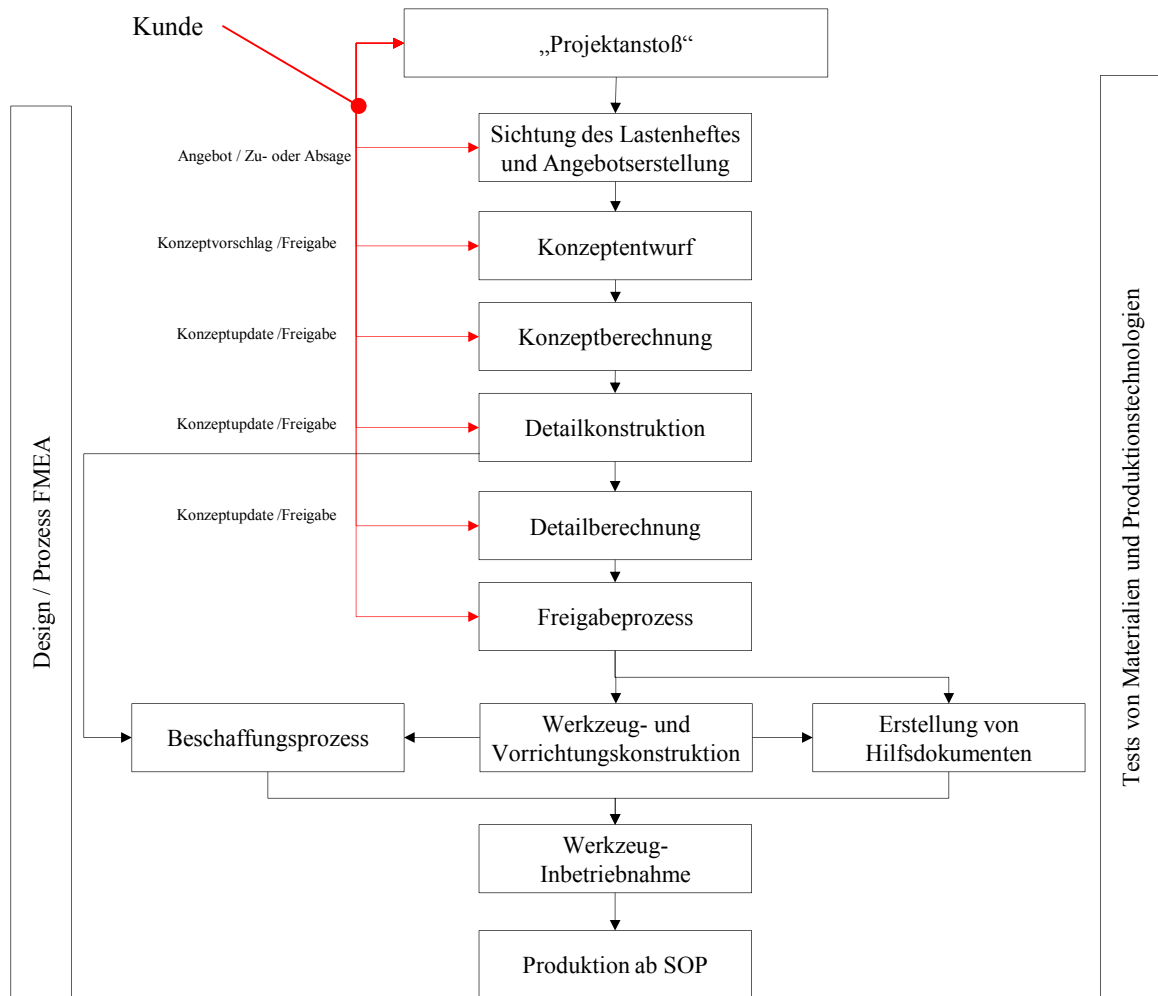 Kunde
„Projektanstoß“
Sichtung des Lastenheftes
und Angebotserstellung
Angebot / Zu- oder Absage
Konzeptvorschlag /Freigabe
Konzeptentwurf
Konzeptupdate /Freigabe
Konzeptberechnung
Konzeptupdate /Freigabe
Detailkonstruktion
Konzeptupdate /Freigabe
Detailberechnung
Freigabeprozess
Beschaffungsprozess
Werkzeug- und
Vorrichtungskonstruktion
Erstellung von
Hilfsdokumenten
Werkzeug-
Inbetriebnahme
Produktion ab SOP
Design / Prozess FMEA
Tests von Materialien und Produktionstechnologien